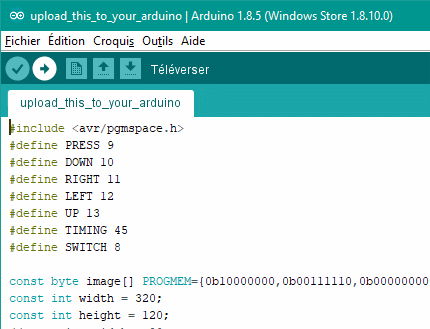 upload_this_to_your_arduino | Arduino 1.8.5 (Windows Store 1.8.10.0)
Fichier Édition Croquis Outils Aide
Téléverser
upload_this_to_your_arduino
#include <avr/pgmspace.h>
#define PRESS 9
#define DOWN 10
#define RIGHT 11
#define LEFT 12
#define UP 13
#define TIMING 45
#define SWITCH 8
const byte image[] PROGMEM={0b10000000,0b00111110,0b00000000
const int width = 320;
const int height = 120;